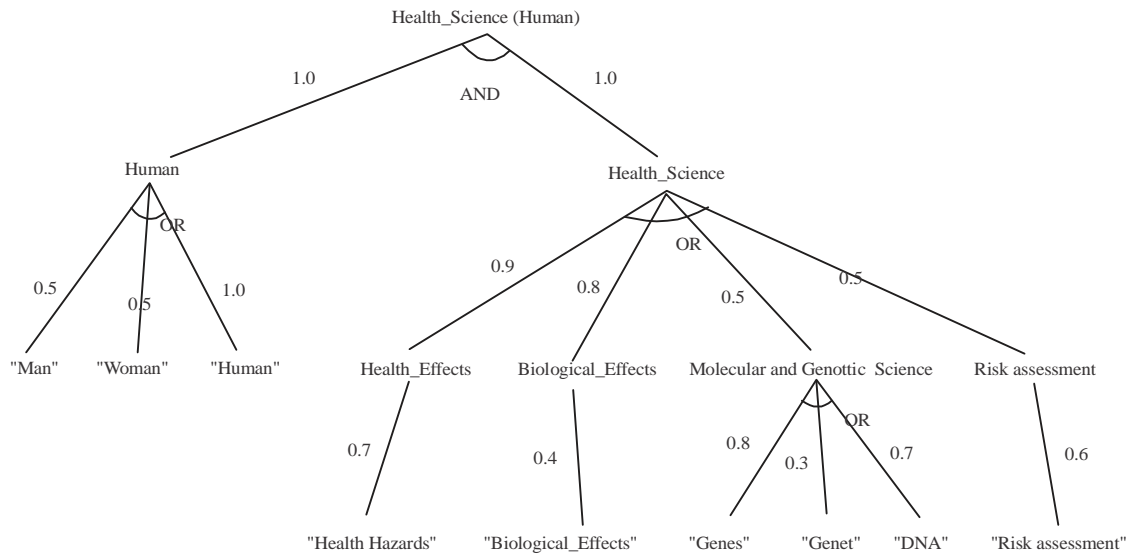 Health_Science (Human)
1.0
1.0
AND
Human
Health_Science
OR
OR
0.9
0.8
0.5
0.5
0.5
0.5
1.0
"Man"
"Woman"
"Human"
Health_Effects
Biological_Effects
Molecular and Genottic Science
Risk assessment
OR
0.7
0.4
0.8
0.3
0.7
0.6
"Health Hazards"
"Biological_Effects"
"Genes"
"Genet"
"DNA"
"Risk assessment"